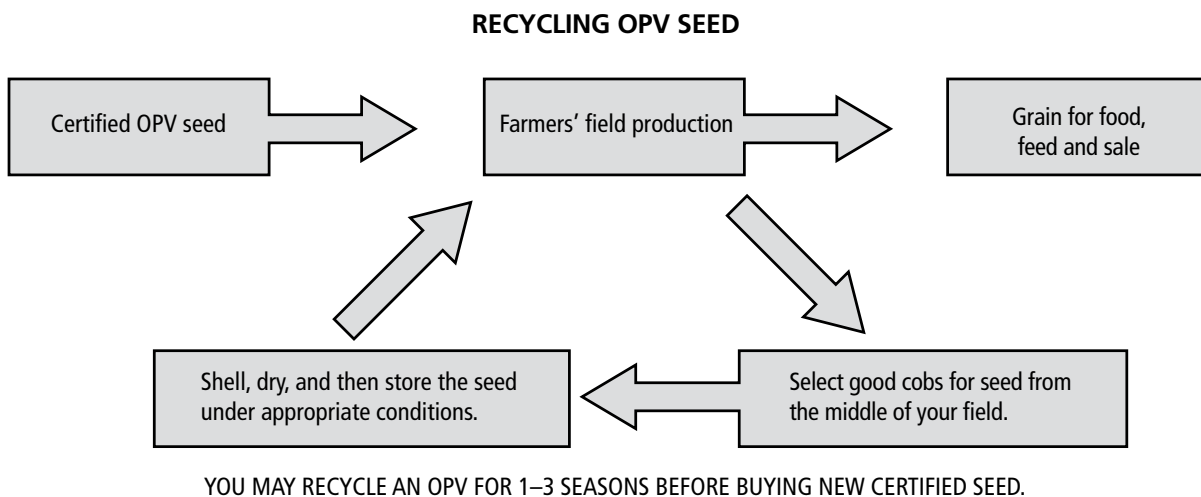 RECYCLING OPV SEED
Certified OPV seed
Farmers’ field production
Grain for food,
feed and sale
Shell, dry, and then store the seed
under appropriate conditions.
Select good cobs for seed from
the middle of your field.
YOU MAY RECYCLE AN OPV FOR 1–3 SEASONS BEFORE BUYING NEW CERTIFIED SEED.